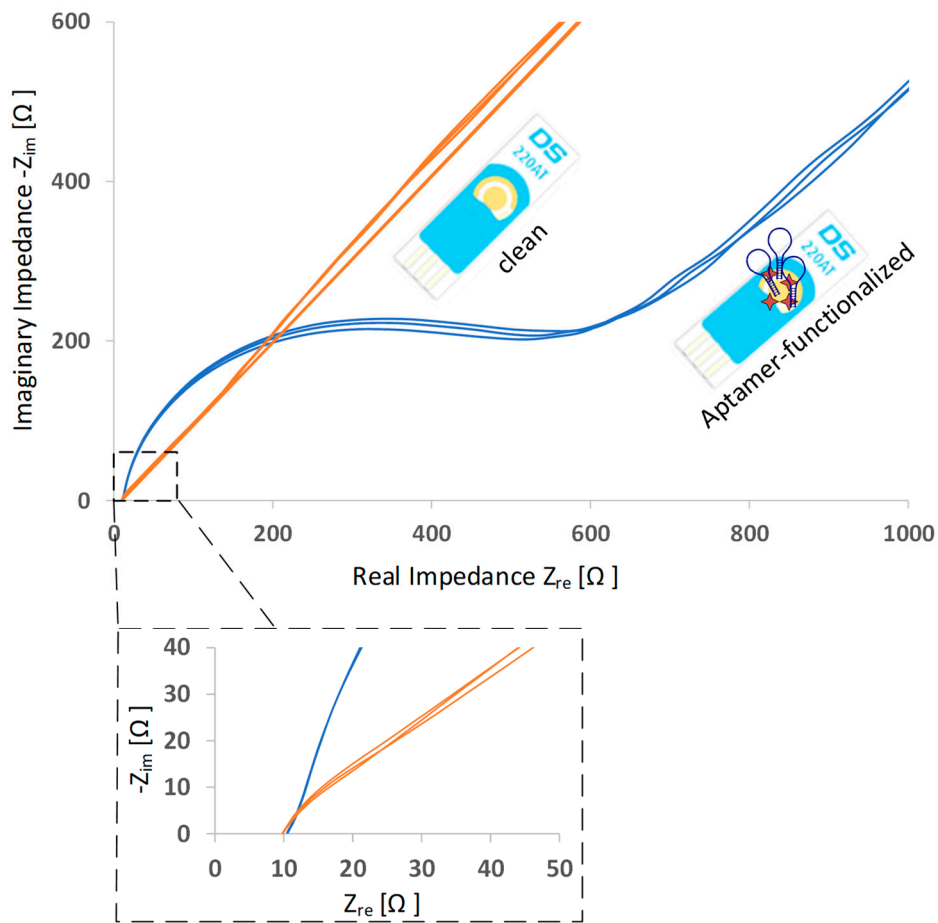 600
400
200
0
Imaginary Impedance -Zim [Ω ]
DS
220AT
clean
DS
220AT
Aptamer-functionalized
0 200 400 600 800 1000
Real Impedance Zre [Ω ]
40
30
20
10
0
-Zim [Ω ]
0 10 20 30 40 50
Zre [Ω ]